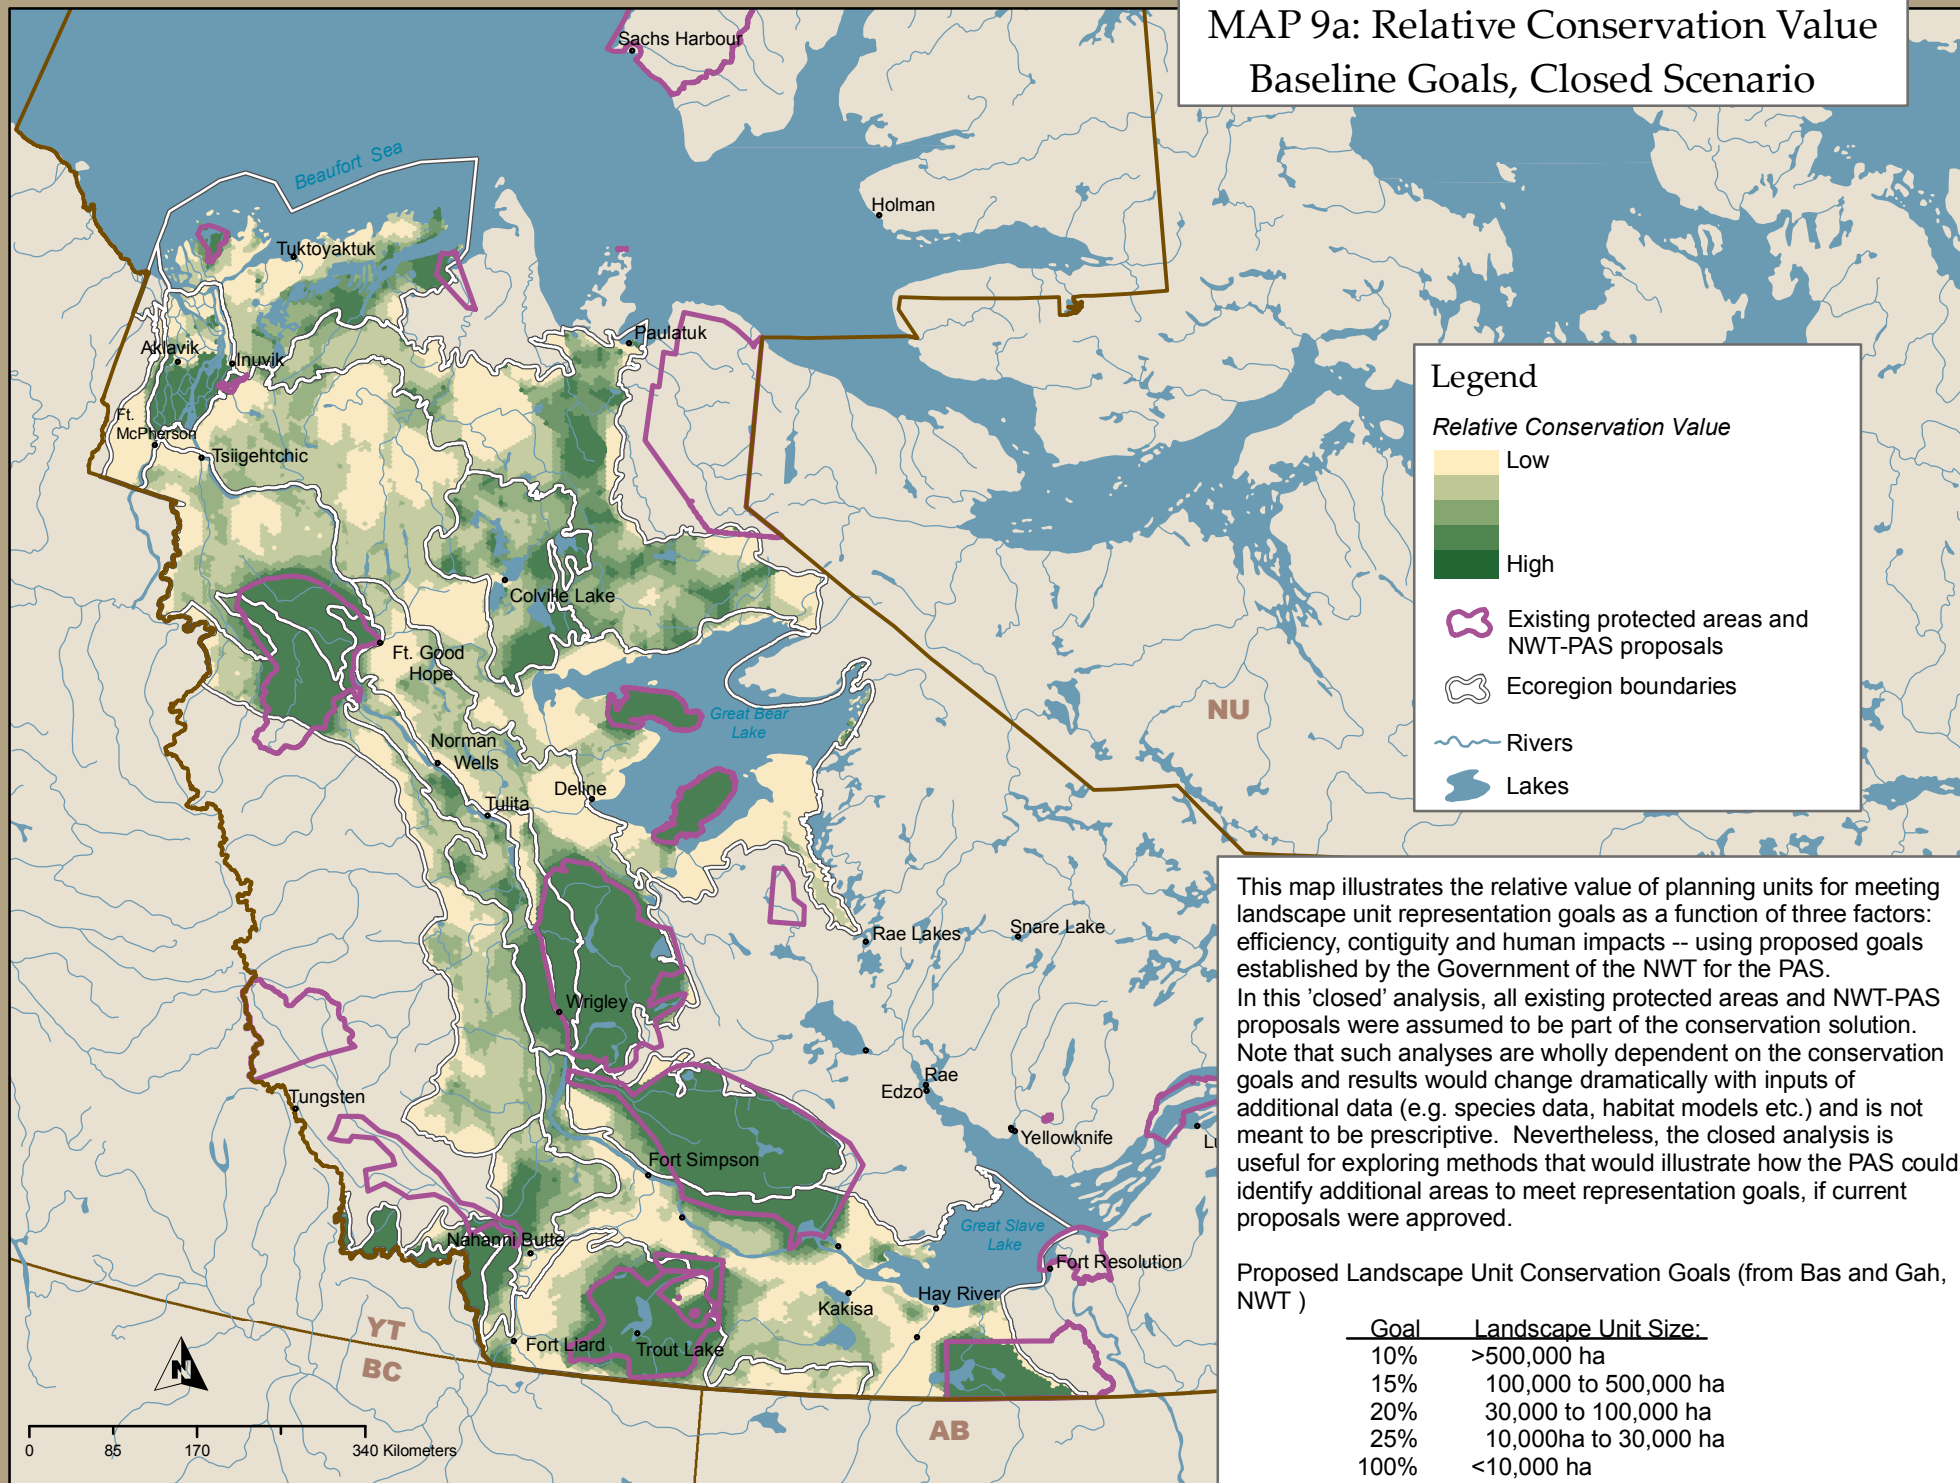 MAP 9a: Relative Conservation Value
Baseline Goals, Closed Scenario
Sachs Harbour
Beaufort Sea
Holman
Tuktoyaktuk
Paulatuk
Aklavik
Inuvik
Ft.
McPherson
Tsiigehtchic
Colville Lake
Ft. Good
Hope
Great Bear
Lake
NU
Norman
Wells
Deline
Tulita
Rae Lakes
Snare Lake
Wrigley
Rae
Edzo
Tungsten
Yellowknife
Lu
Fort Simpson
Great Slave
Lake
Nahanni Butte
Fort Resolution
Hay River
Kakisa
Fort Liard
Trout Lake
YT
BC
AB
N
0 85 170 340 Kilometers
Legend
Relative Conservation Value
Low
High
Existing protected areas and
NWT-PAS proposals
Ecoregion boundaries
Rivers
Lakes
This map illustrates the relative value of planning units for meeting
landscape unit representation goals as a function of three factors:
efficiency, contiguity and human impacts -- using proposed goals
established by the Government of the NWT for the PAS.
In this 'closed' analysis, all existing protected areas and NWT-PAS
proposals were assumed to be part of the conservation solution.
Note that such analyses are wholly dependent on the conservation
goals and results would change dramatically with inputs of
additional data (e.g. species data, habitat models etc.) and is not
meant to be prescriptive. Nevertheless, the closed analysis is
useful for exploring methods that would illustrate how the PAS could
identify additional areas to meet representation goals, if current
proposals were approved.
Proposed Landscape Unit Conservation Goals (from Bas and Gah,
NWT )
Goal Landscape Unit Size:
10% >500,000 ha
15% 100,000 to 500,000 ha
20% 30,000 to 100,000 ha
25% 10,000ha to 30,000 ha
100% <10,000 ha